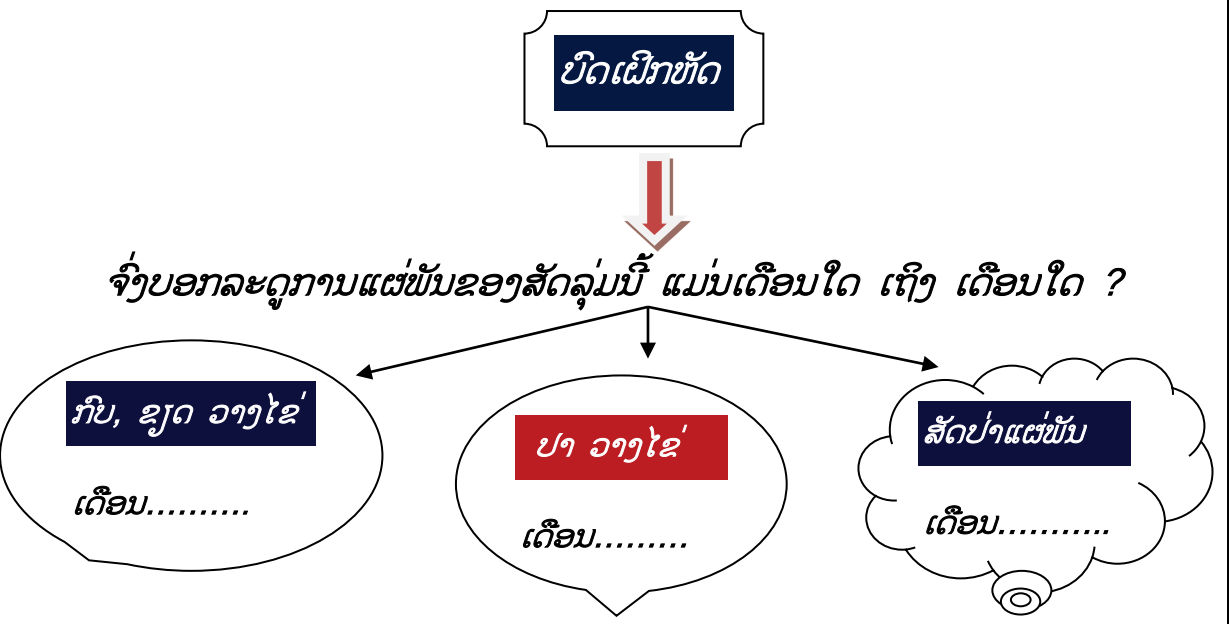 ບົດເຝິກຫັດ
ຈົ່ງບອກລະດູການແຜ່ພັນຂອງສັດລຸ່ມນີ້ ແມ່ນເດືອນໃດ ເຖິງ ເດືອນໃດ ?
ກົບ, ຂຽດ ວາງໄຂ່
ເດືອນ..........
ປາ ວາງໄຂ່
ເດືອນ.........
ສັດປ່າແຜ່ພັນ
ເດືອນ...........